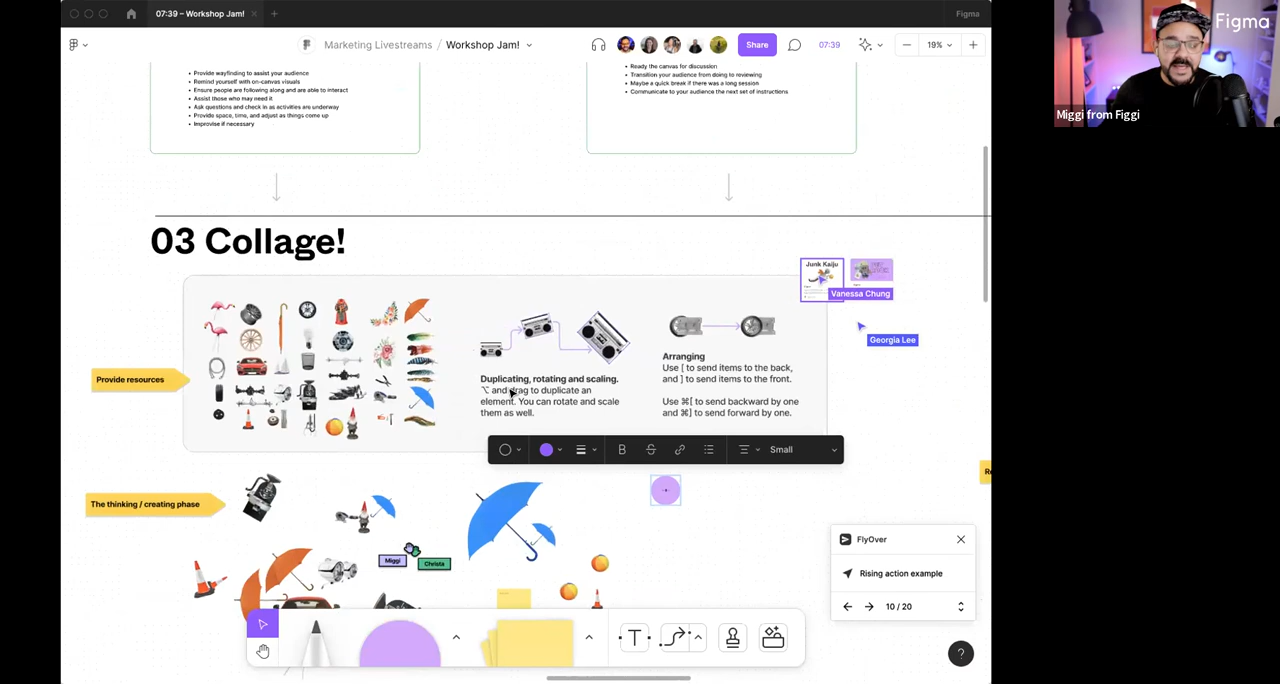 07:39 – Workshop Jam!
Figma
Marketing Livestreams / Workshop Jam!
Share
07:39
19%
Figma
Miggi from Figgi
Provide wayfinding to assist your audience
Remind yourself with on-canvas visuals
Ensure people are following along and are able to interact
Assist those who may need it
Ask questions and check in as activities are underway
Provide space, time, and adjust as things come up
Improvise if necessary
Ready the canvas for discussion
Transition your audience from doing to reviewing
Maybe a quick break if there was a long session
Communicate to your audience the next set of instructions
03 Collage!
Junk Kaiju
Vanessa Chung
Georgia Lee
Provide resources
Duplicating, rotating and scaling.
⌥ and drag to duplicate an
element. You can rotate and scale
them as well.
Arranging
Use [ to send items to the back,
and ] to send items to the front.
Use ⌘[ to send backward by one
and ⌘] to send forward by one.
B
S
Small
The thinking / creating phase
Miggi
Christa
FlyOver
Rising action example
10 / 20
T
?